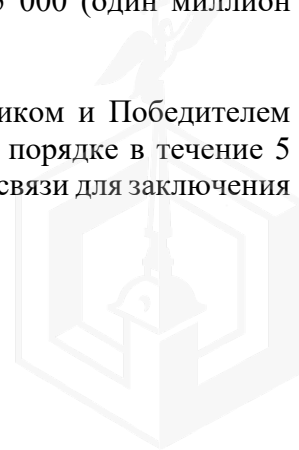 000 (один миллион
иком и Победителем
порядке в течение 5
связи для заключения